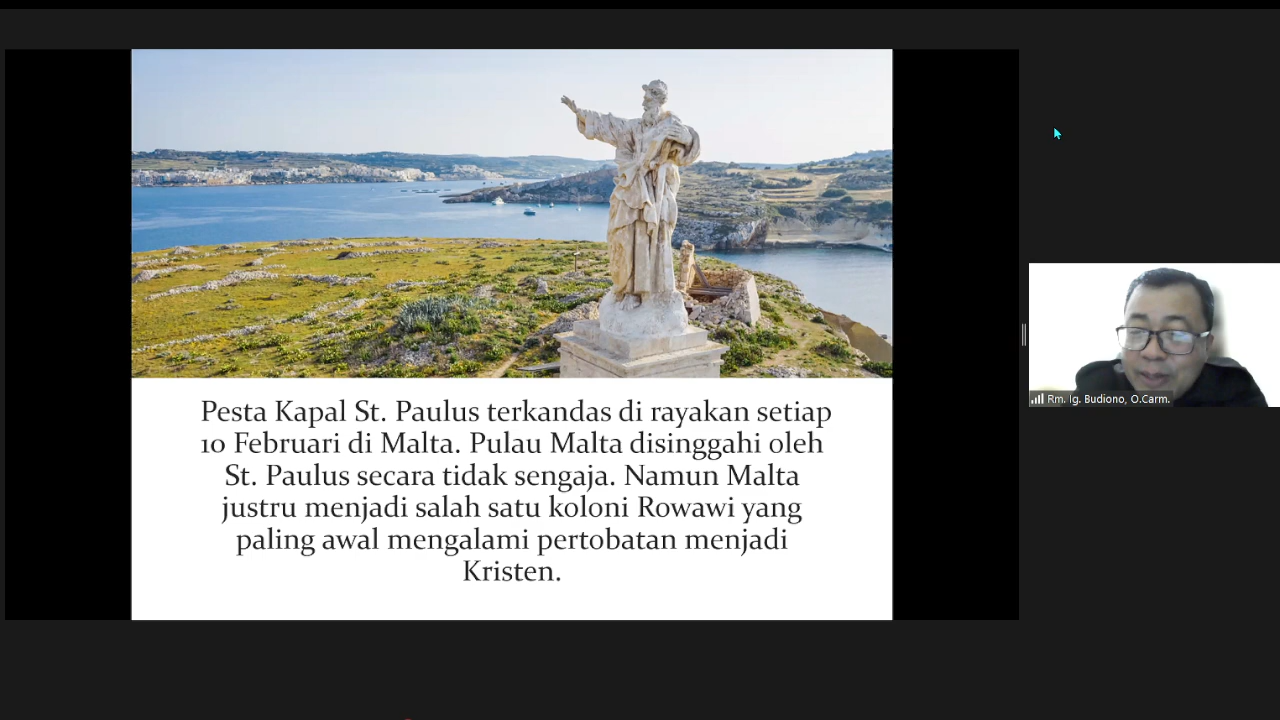 Pesta Kapal St. Paulus terkandas di rayakan setiap
10 Februari di Malta. Pulau Malta disinggahi oleh
St. Paulus secara tidak sengaja. Namun Malta
justru menjadi salah satu koloni Rowawi yang
paling awal mengalami pertobatan menjadi
Kristen.
Rm. Ig. Budiono, O.Carm.